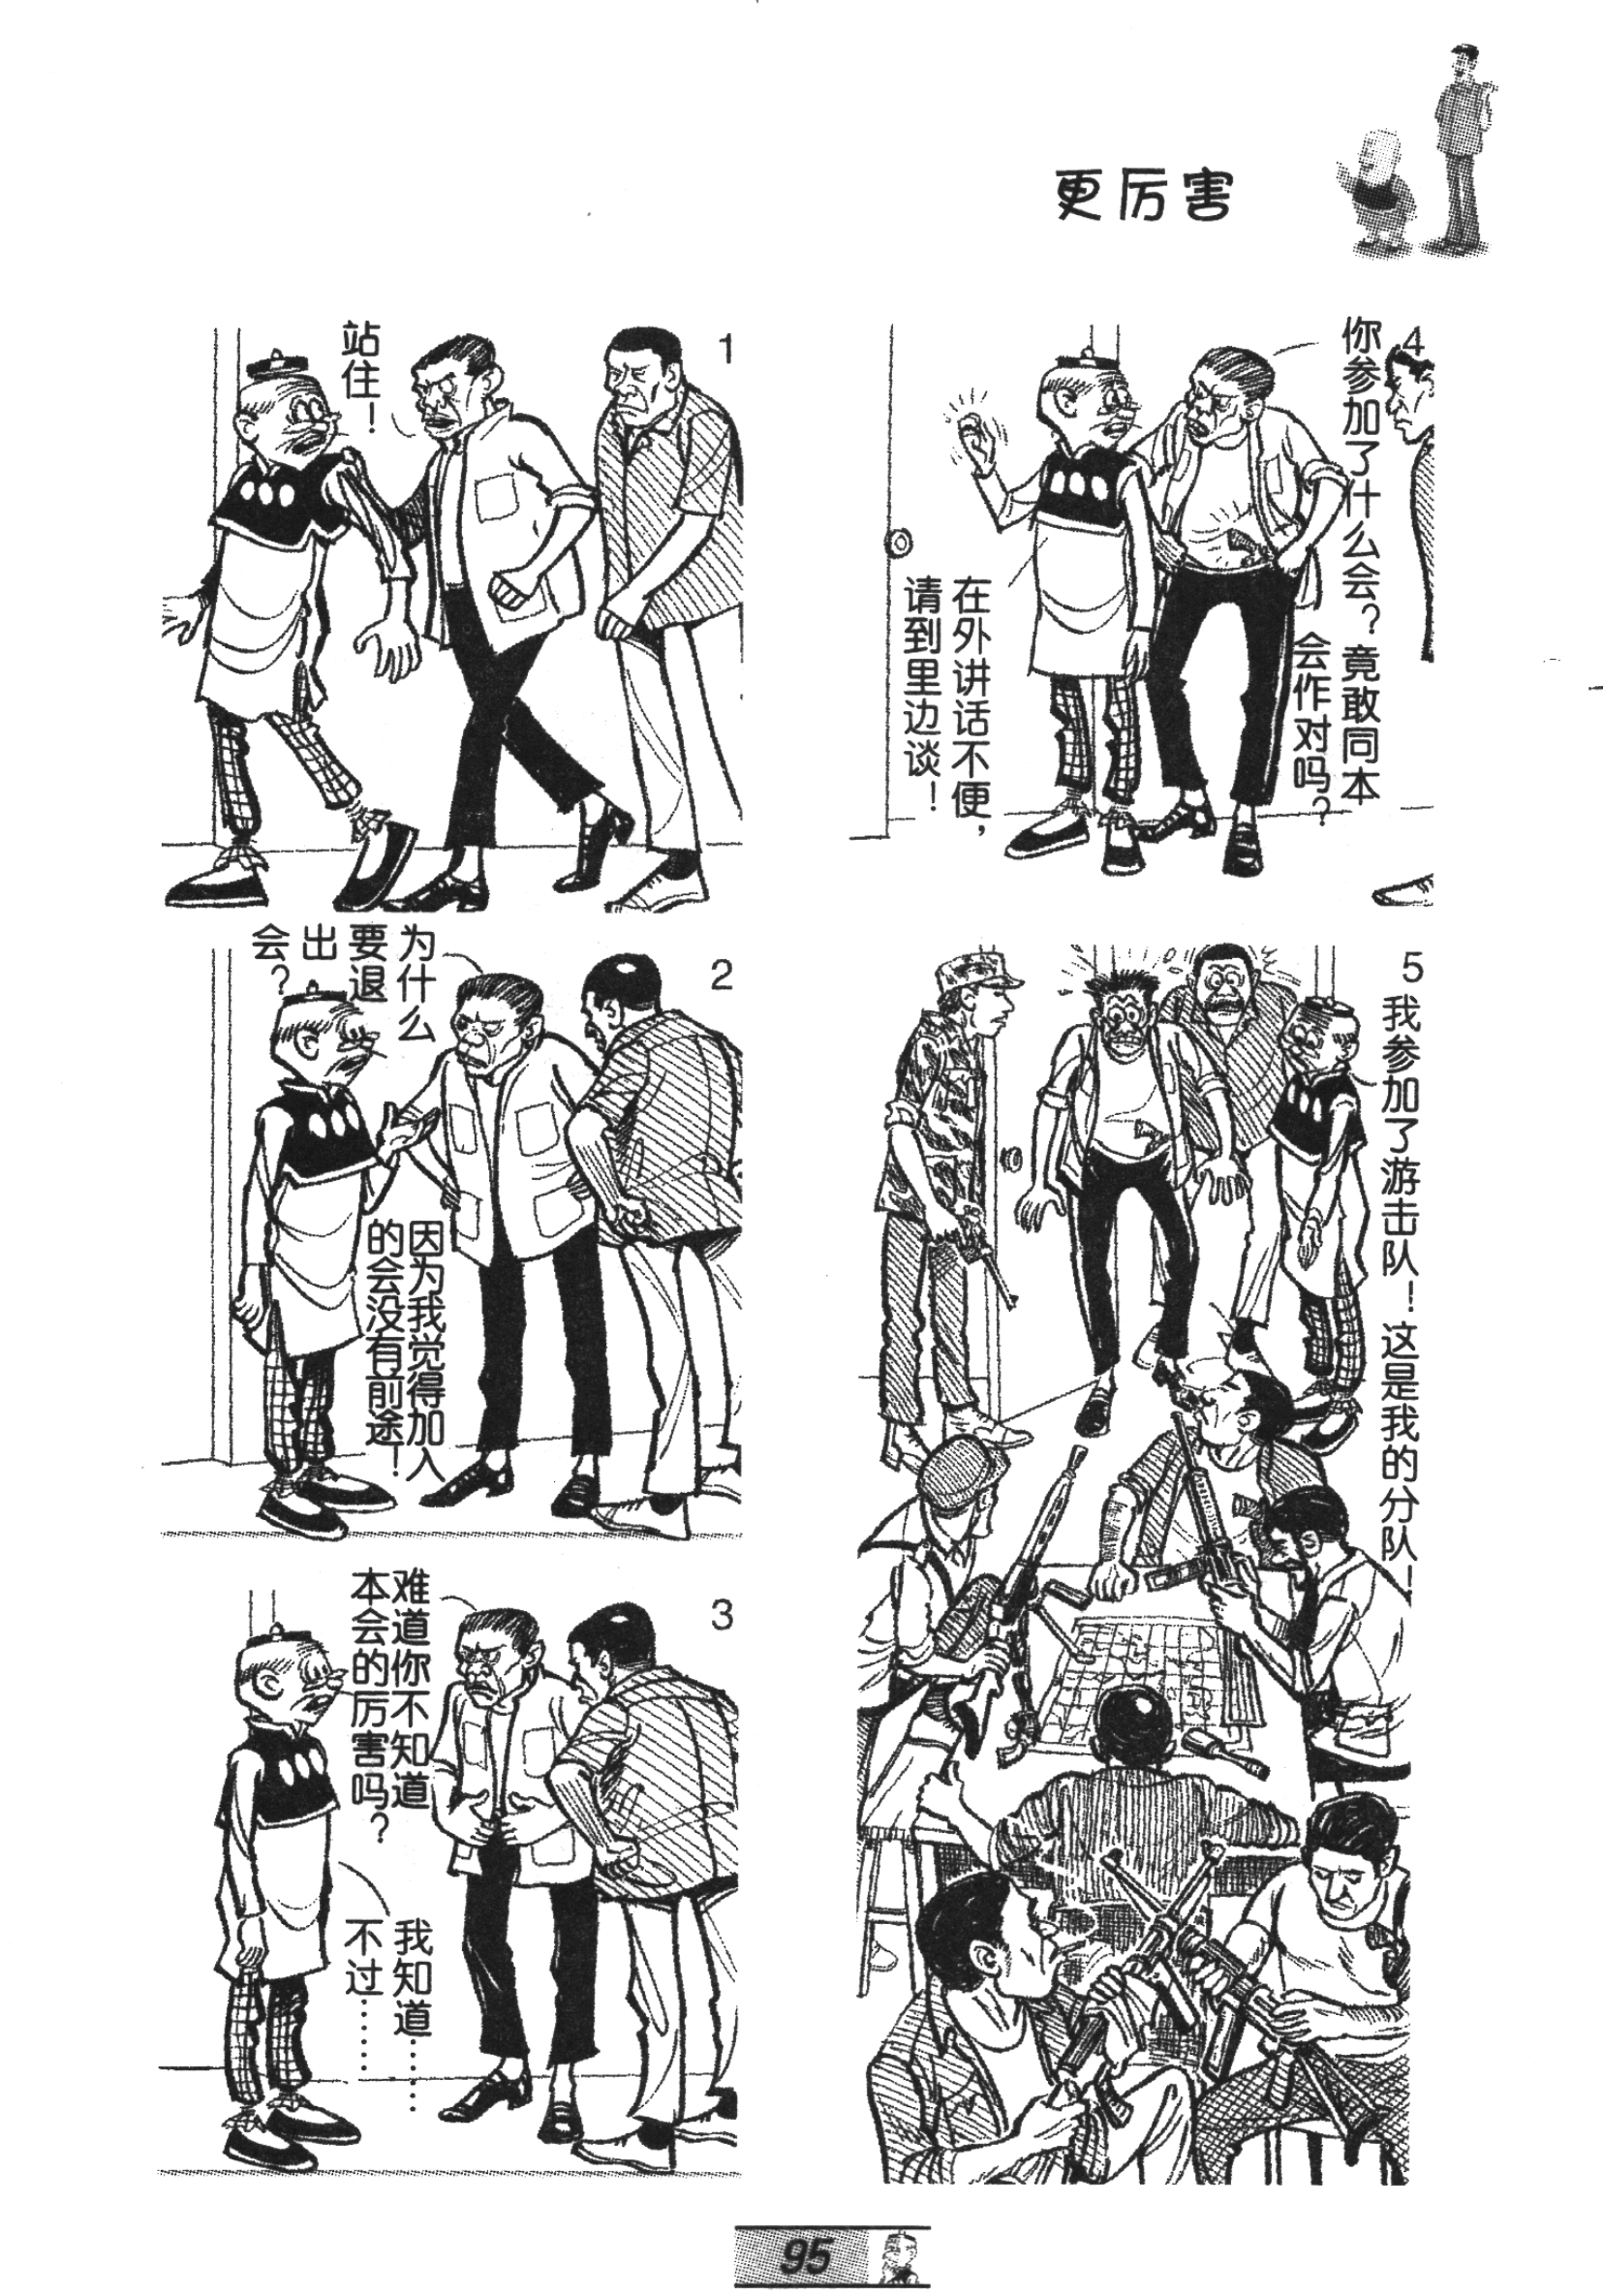 更厉害
1
站住！
2
为什么
要退
出
会？
因为我觉得加入
的会没有前途！
3
难道你不知道
本会的厉害吗？
我知道……
不过……
4
你参加了什么会？竟敢同本
会作对吗？
在外讲话不便，
请到里边谈！
5
我参加了游击队！这是我的分队！
95